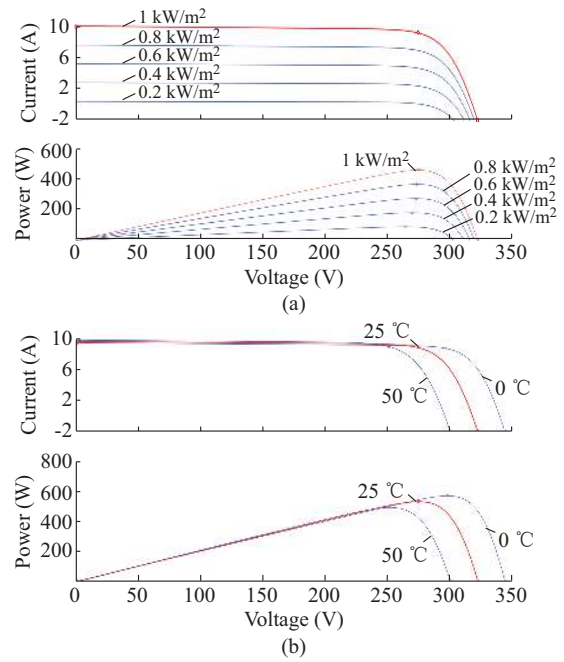 10
6
2
-2
Current (A)
1 kW/m²
0.8 kW/m²
0.6 kW/m²
0.4 kW/m²
0.2 kW/m²
600
400
200
Power (W)
1 kW/m²
0.8 kW/m²
0.6 kW/m²
0.4 kW/m²
0.2 kW/m²
0 50 100 150 200 250 300 350
Voltage (V)
(a)
10
6
2
-2
Current (A)
25 ℃
50 ℃
0 ℃
800
600
400
200
Power (W)
25 ℃
50 ℃
0 ℃
0 50 100 150 200 250 300 350
Voltage (V)
(b)